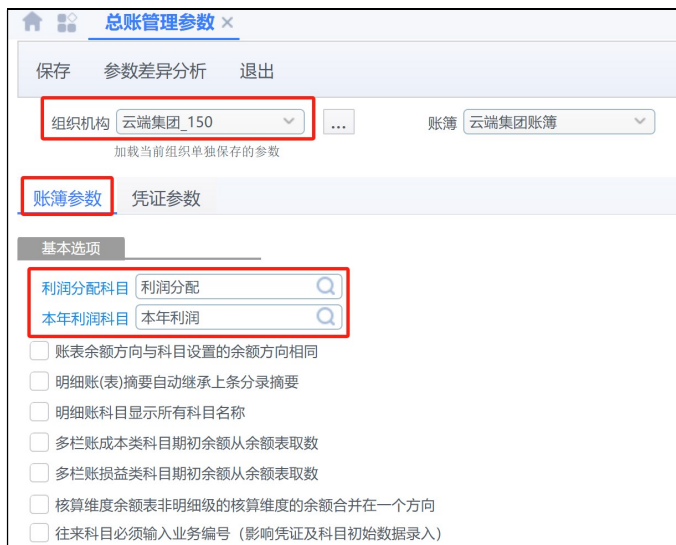 总账管理参数 ×
保存 参数差异分析 退出
组织机构 云端集团_150 ... 账簿 云端集团账簿
加载当前组织单独保存的参数
账簿参数 凭证参数
基本选项
利润分配科目 利润分配
本年利润科目 本年利润
账表余额方向与科目设置的余额方向相同
明细账(表)摘要自动继承上条分录摘要
明细账科目显示所有科目名称
多栏账成本类科目期初余额从余额表取数
多栏账损益类科目期初余额从余额表取数
核算维度余额表非明细级的核算维度的余额合并在一个方向
往来科目必须输入业务编号（影响凭证及科目初始数据录入）